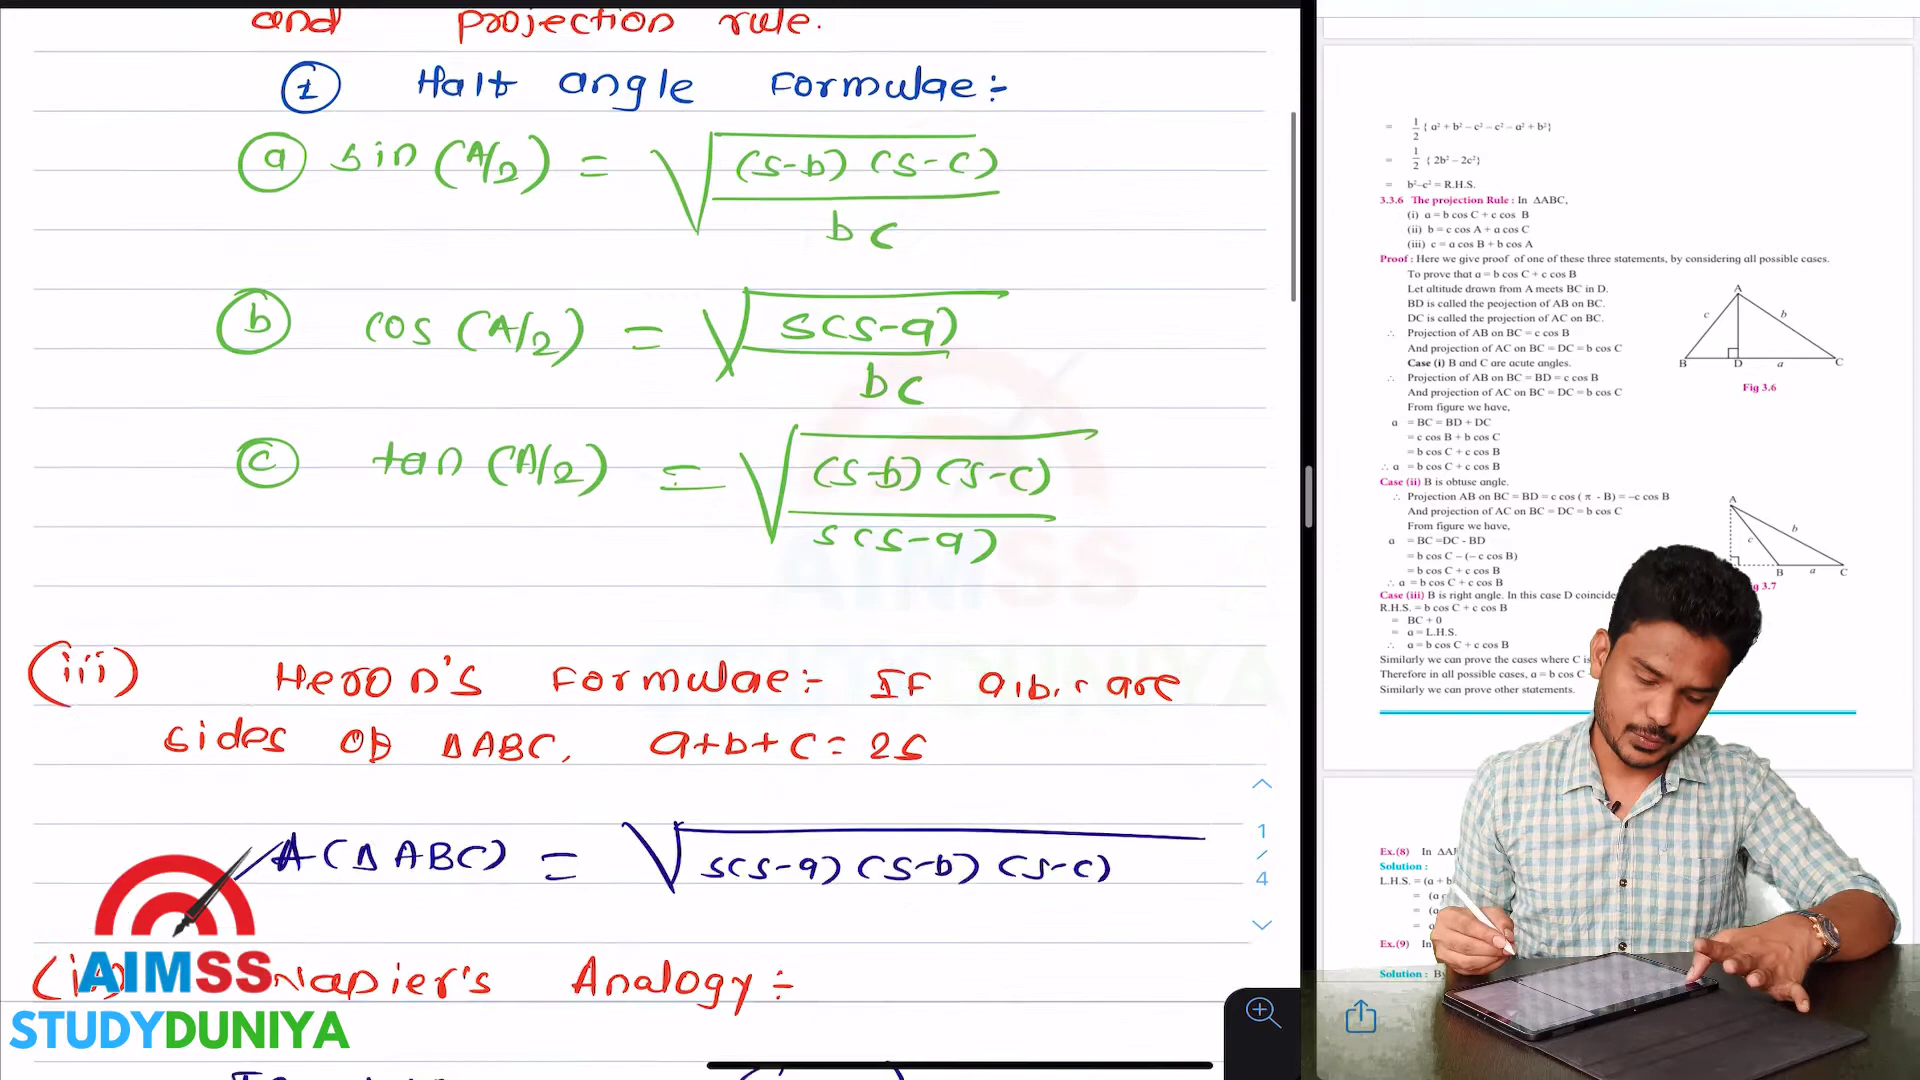 and projection rule.
① Half angle Formulae:-
ⓐ sin (A/2) = √(s-b) (s-c)
bc
ⓑ cos (A/2) = √s(s-a)
bc
ⓒ tan (A/2) = √(s-b) (s-c)
s(s-a)
(iii) Heron's Formulae:- If a,b,c are
sides of ΔABC, a+b+c = 2s
A(ΔABC) = √s(s-a) (s-b) (s-c)
Napier's Analogy:-
AIMSS
STUDYDUNIYA
1
/
4
= 1/2 { a² + b² – c² – c² – a² + b²}
= 1/2 { 2b² – 2c²}
= b²–c² = R.H.S.
3.3.6 The projection Rule : In ΔABC,
(i) a = b cos C + c cos B
(ii) b = c cos A + a cos C
(iii) c = a cos B + b cos A
Proof : Here we give proof of one of these three statements, by considering all possible cases.
To prove that a = b cos C + c cos B
Let altitude drawn from A meets BC in D.
BD is called the peojection of AB on BC.
DC is called the projection of AC on BC.
∴ Projection of AB on BC = c cos B
And projection of AC on BC = DC = b cos C
Case (i) B and C are acute angles.
∴ Projection of AB on BC = BD = c cos B
And projection of AC on BC = DC = b cos C
From figure we have,
a = BC = BD + DC
= c cos B + b cos C
= b cos C + c cos B
∴ a = b cos C + c cos B
A
c
b
B
D
a
C
Fig 3.6
Case (ii) B is obtuse angle.
∴ Projection AB on BC = BD = c cos ( π - B) = –c cos B
And projection of AC on BC = DC = b cos C
From figure we have,
a = BC =DC - BD
= b cos C – (– c cos B)
= b cos C + c cos B
∴ a = b cos C + c cos B
A
b
c
B
a
C
3.7
Case (iii) B is right angle. In this case D coincide
R.H.S. = b cos C + c cos B
= BC + 0
= a = L.H.S.
∴ a = b cos C + c cos B
Similarly we can prove the cases where C is
Therefore in all possible cases, a = b cos C
Similarly we can prove other statements.
Ex.(8) In
Solution :
L.H.S. = (a + b
= (a
= (a
= a
Ex.(9) In
Solution : By